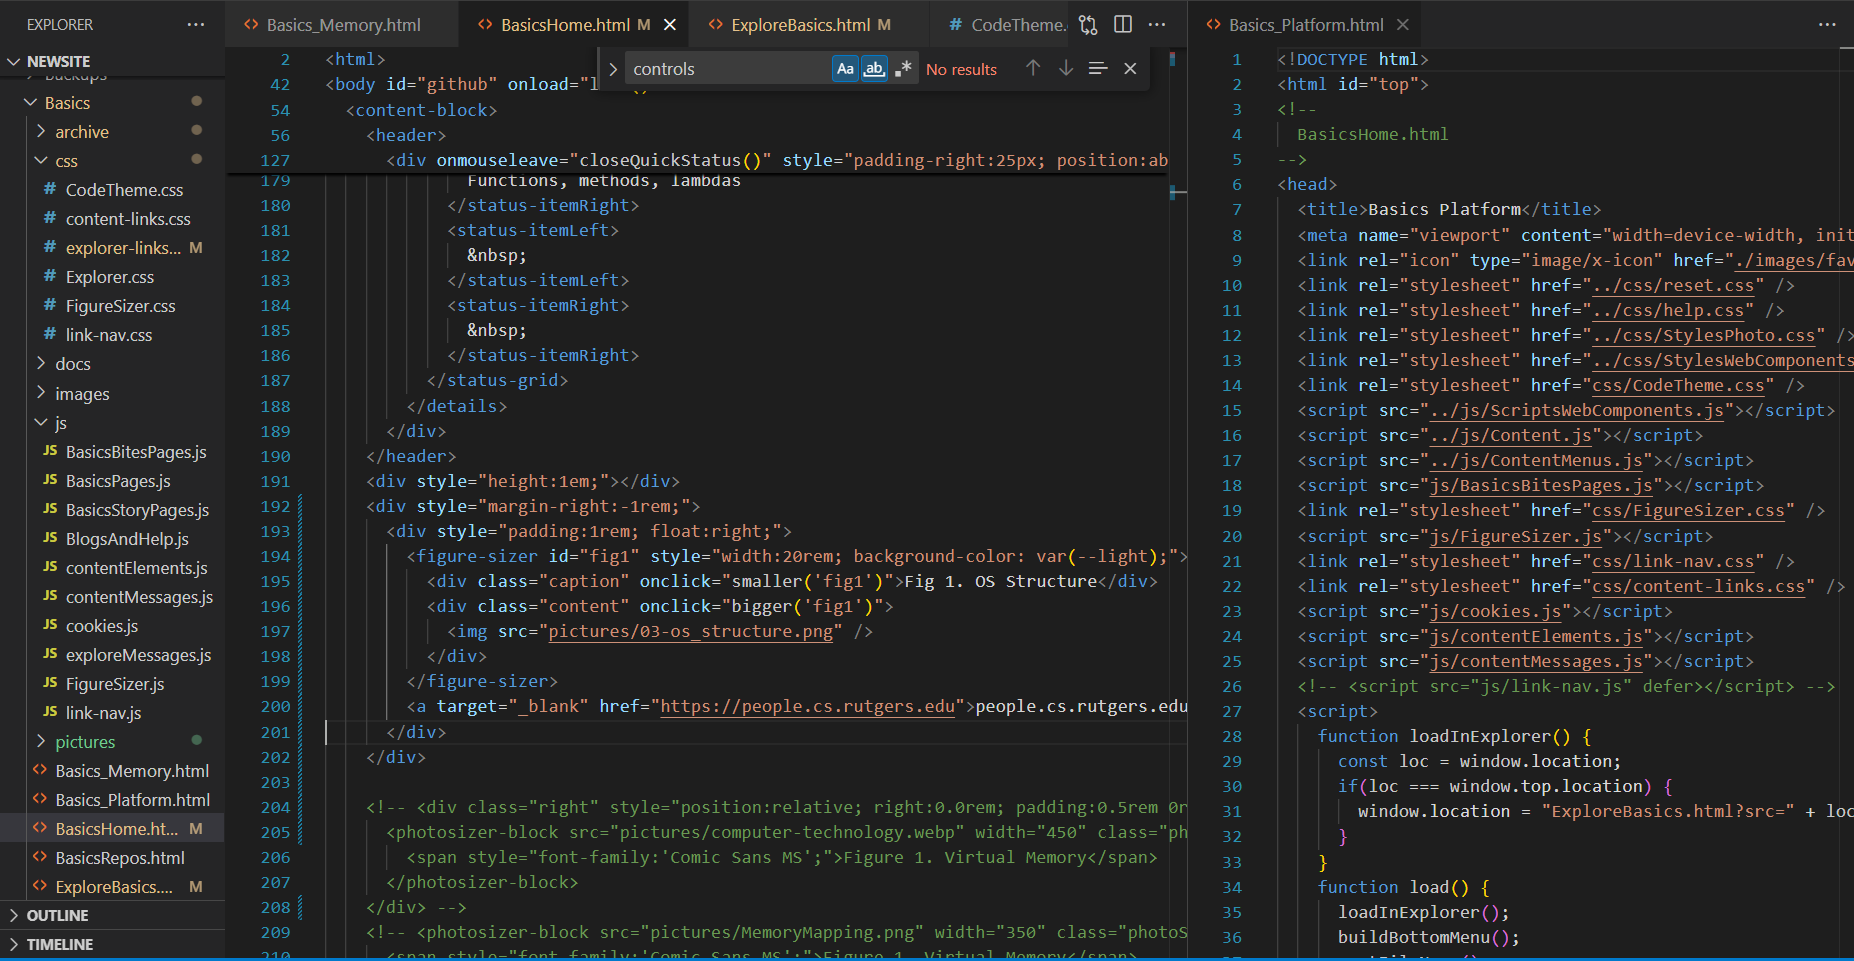 EXPLORER
NEWSITE
Basics
archive
css
CodeTheme.css
content-links.css
explorer-links... M
Explorer.css
FigureSizer.css
link-nav.css
docs
images
js
JS BasicsBitesPages.js
JS BasicsPages.js
JS BasicsStoryPages.js
JS BlogsAndHelp.js
JS contentElements.js
JS contentMessages.js
JS cookies.js
JS exploreMessages.js
JS FigureSizer.js
JS link-nav.js
pictures
Basics_Memory.html
Basics_Platform.html
BasicsHome.ht... M
BasicsRepos.html
ExploreBasics.... M
OUTLINE
TIMELINE
Basics_Memory.html
BasicsHome.html M
ExploreBasics.html M
# CodeTheme.
controls Aa ab .* No results
2 <html>
42 <body id="github" onload="l
54 <content-block>
56 <header>
127 <div onmouseleave="closeQuickStatus()" style="padding-right:25px; position:ab
179 Functions, methods, lambdas
180 </status-itemRight>
181 <status-itemLeft>
182 &nbsp;
183 </status-itemLeft>
184 <status-itemRight>
185 &nbsp;
186 </status-itemRight>
187 </status-grid>
188 </details>
189 </div>
190 </header>
191 <div style="height:1em;"></div>
192 <div style="margin-right:-1rem;">
193 <div style="padding:1rem; float:right;">
194 <figure-sizer id="fig1" style="width:20rem; background-color: var(--light);">
195 <div class="caption" onclick="smaller('fig1')">Fig 1. OS Structure</div>
196 <div class="content" onclick="bigger('fig1')">
197 <img src="pictures/03-os_structure.png" />
198 </div>
199 </figure-sizer>
200 <a target="_blank" href="https://people.cs.rutgers.edu">people.cs.rutgers.edu
201 </div>
202 </div>
203
204 <!-- <div class="right" style="position:relative; right:0.0rem; padding:0.5rem 0r
205 <photosizer-block src="pictures/computer-technology.webp" width="450" class="ph
206 <span style="font-family:'Comic Sans MS';">Figure 1. Virtual Memory</span>
207 </photosizer-block>
208 </div> -->
209 <!-- <photosizer-block src="pictures/MemoryMapping.png" width="350" class="photoS
210 <span style="font-family:'Comic Sans MS';">Figure 1. Virtual Memory</span>
Basics_Platform.html
1 <!DOCTYPE html>
2 <html id="top">
3 <!--
4 BasicsHome.html
5 -->
6 <head>
7 <title>Basics Platform</title>
8 <meta name="viewport" content="width=device-width, init
9 <link rel="icon" type="image/x-icon" href="./images/fav
10 <link rel="stylesheet" href="../css/reset.css" />
11 <link rel="stylesheet" href="../css/help.css" />
12 <link rel="stylesheet" href="../css/StylesPhoto.css" />
13 <link rel="stylesheet" href="../css/StylesWebComponents
14 <link rel="stylesheet" href="css/CodeTheme.css" />
15 <script src="../js/ScriptsWebComponents.js"></script>
16 <script src="../js/Content.js"></script>
17 <script src="../js/ContentMenus.js"></script>
18 <script src="js/BasicsBitesPages.js"></script>
19 <link rel="stylesheet" href="css/FigureSizer.css" />
20 <script src="js/FigureSizer.js"></script>
21 <link rel="stylesheet" href="css/link-nav.css" />
22 <link rel="stylesheet" href="css/content-links.css" />
23 <script src="js/cookies.js"></script>
24 <script src="js/contentElements.js"></script>
25 <script src="js/contentMessages.js"></script>
26 <!-- <script src="js/link-nav.js" defer></script> -->
27 <script>
28 function loadInExplorer() {
29 const loc = window.location;
30 if(loc === window.top.location) {
31 window.location = "ExploreBasics.html?src=" + loc
32 }
33 }
34 function load() {
35 loadInExplorer();
36 buildBottomMenu();